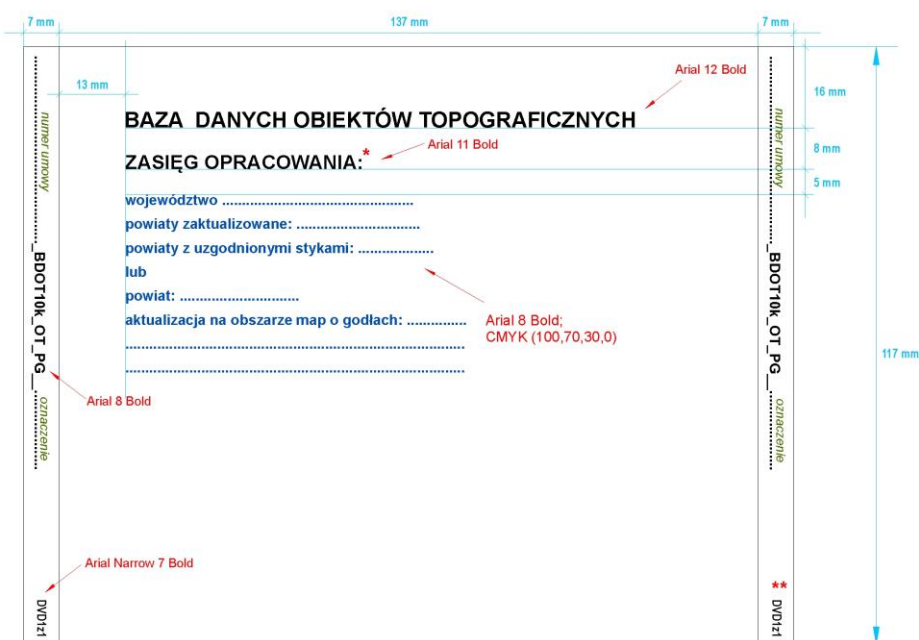 7 mm
137 mm
7 mm
Arial 12 Bold
13 mm
16 mm
BAZA DANYCH OBIEKTÓW TOPOGRAFICZNYCH
Arial 11 Bold
8 mm
ZASIĘG OPRACOWANIA:*
5 mm
województwo ................................................
powiaty zaktualizowane: ...............................
powiaty z uzgodnionymi stykami: ...................
lub
powiat: ..............................
aktualizacja na obszarze map o godłach: ...............
Arial 8 Bold;
CMYK (100,70,30,0)
.....................................................................................
.....................................................................................
117 mm
Arial 8 Bold
Arial Narrow 7 Bold
numer umowy
_BDOT10k_OT_PG__
oznaczenie
DVD1z1
numer umowy
_BDOT10k_OT_PG__
oznaczenie
**
DVD1z1